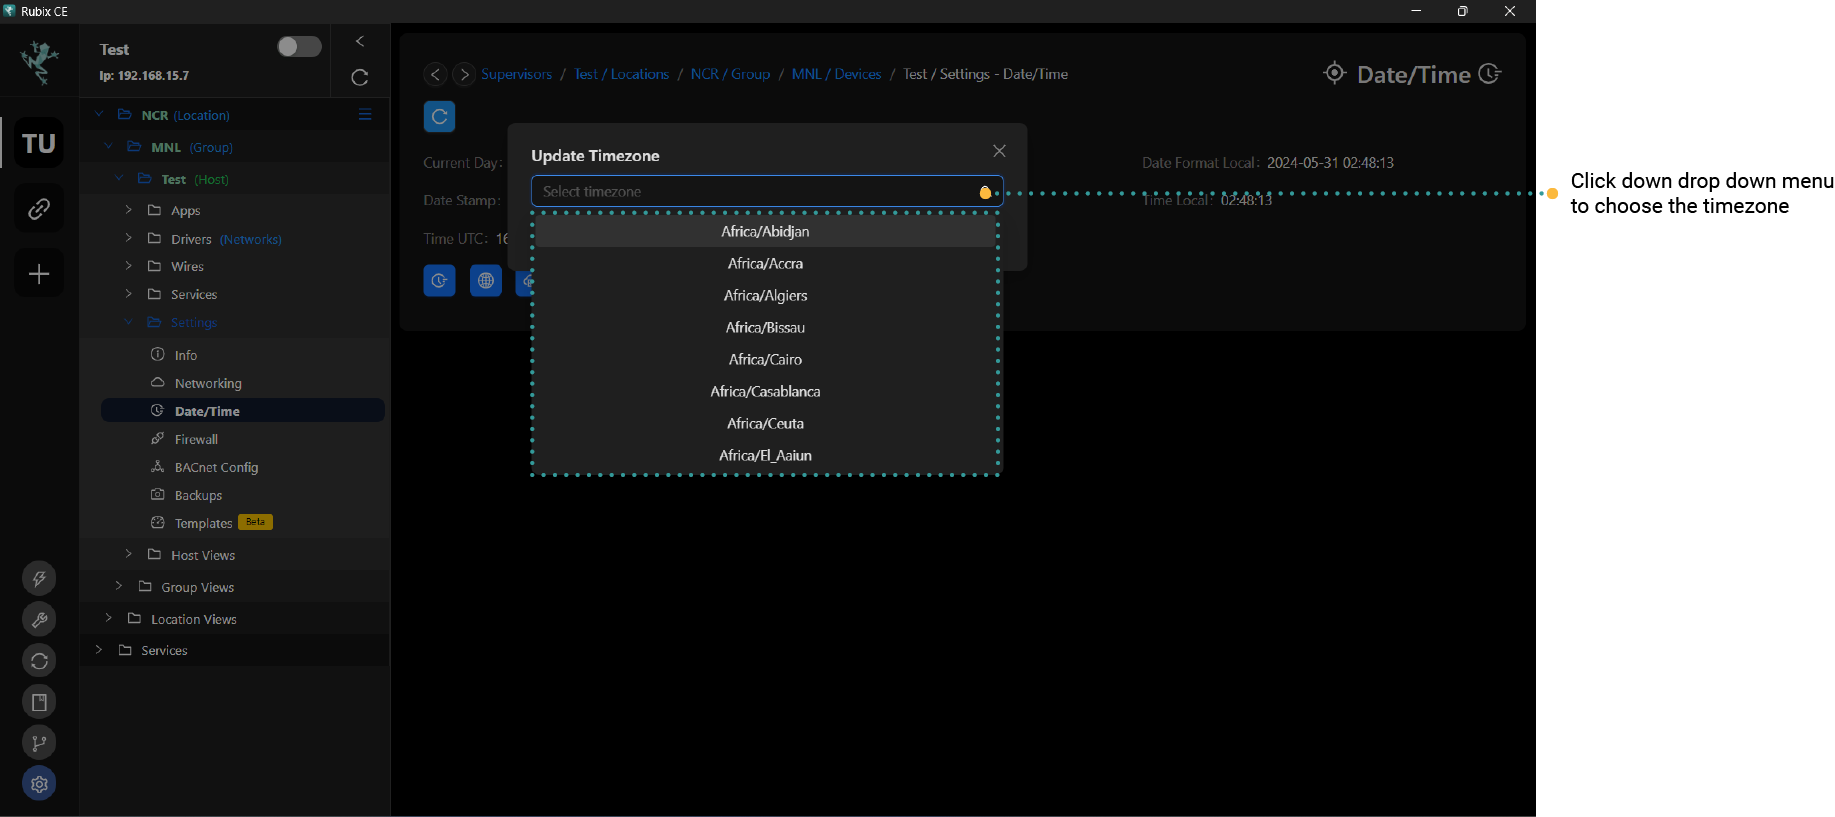 Rubix CE
Test
Ip: 192.168.15.7
TU
NCR (Location)
MNL (Group)
Test (Host)
Apps
Drivers (Networks)
Wires
Services
Settings
Info
Networking
Date/Time
Firewall
BACnet Config
Backups
Templates Beta
Host Views
Group Views
Location Views
Services
Supervisors / Test / Locations / NCR / Group / MNL / Devices / Test / Settings - Date/Time
Date/Time
Current Day:
Date Stamp:
Time UTC: 16
Date Format Local: 2024-05-31 02:48:13
Time Local: 02:48:13
Update Timezone
Select timezone
Africa/Abidjan
Africa/Accra
Africa/Algiers
Africa/Bissau
Africa/Cairo
Africa/Casablanca
Africa/Ceuta
Africa/El_Aaiun
Click down drop down menu
to choose the timezone